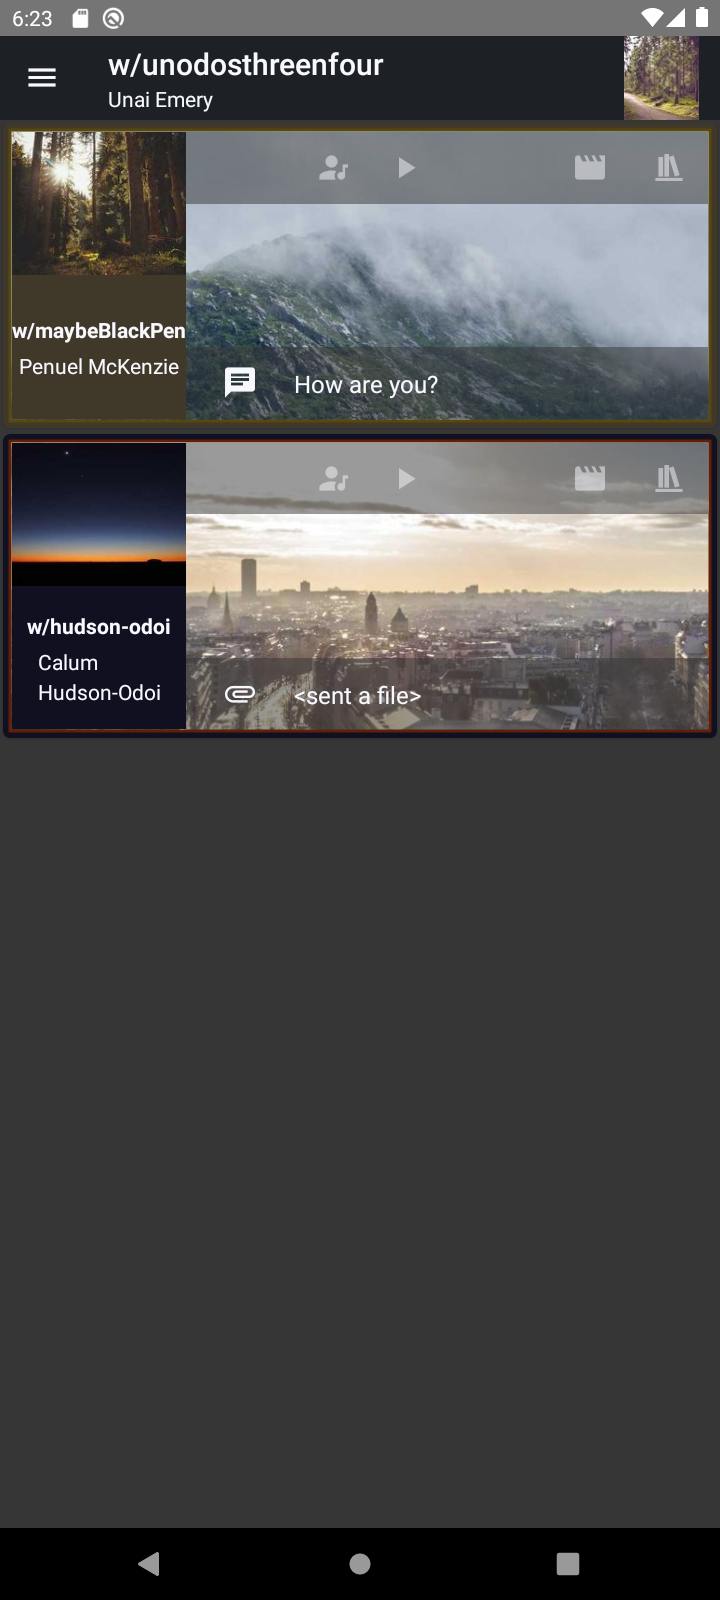 6:23
w/unodosthreenfour
Unai Emery
w/maybeBlackPen
Penuel McKenzie
How are you?
w/hudson-odoi
Calum
Hudson-Odoi
<sent a file>